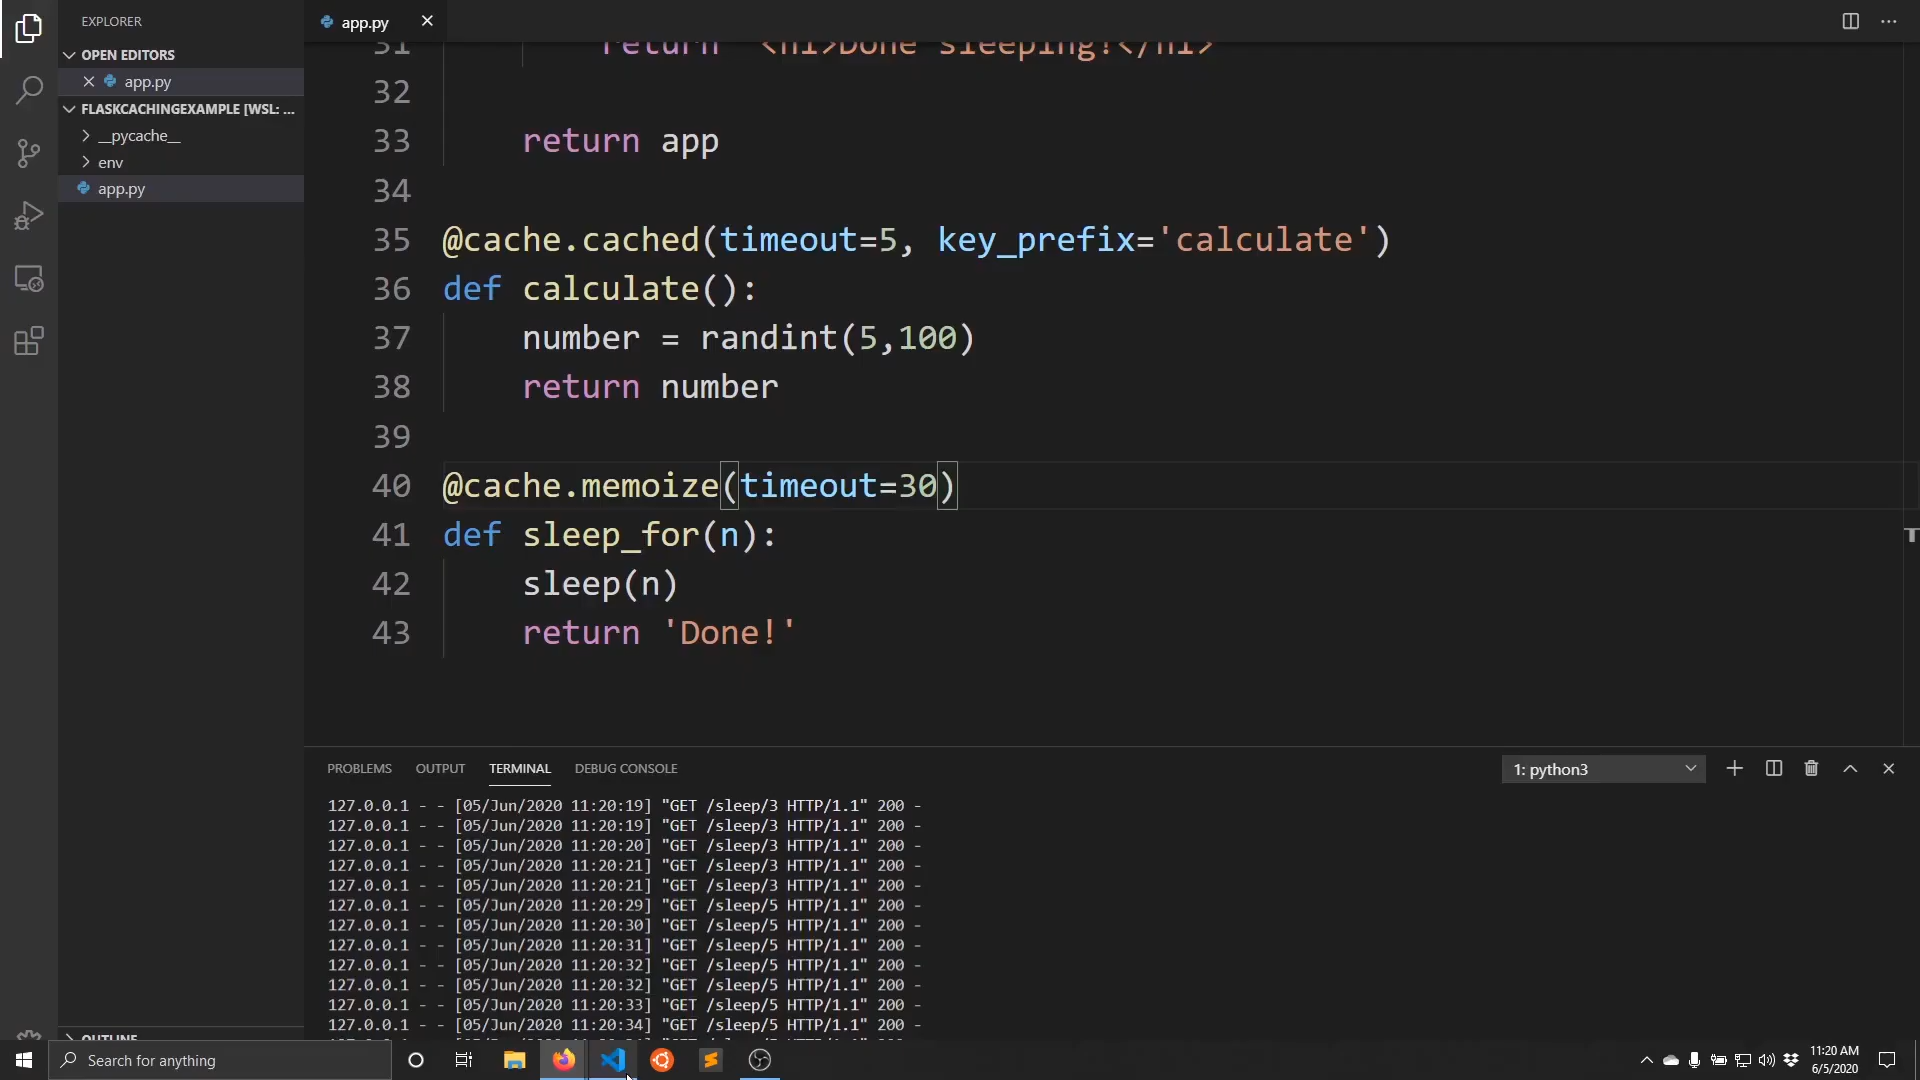 EXPLORER
OPEN EDITORS
app.py
FLASKCACHINGEXAMPLE [WSL: ...
__pycache__
env
app.py
OUTLINE
app.py
31 return '<h1>Done sleeping!</h1>
32
33 return app
34
35 @cache.cached(timeout=5, key_prefix='calculate')
36 def calculate():
37 number = randint(5,100)
38 return number
39
40 @cache.memoize(timeout=30)
41 def sleep_for(n):
42 sleep(n)
43 return 'Done!'
PROBLEMS OUTPUT TERMINAL DEBUG CONSOLE
1: python3
127.0.0.1 - - [05/Jun/2020 11:20:19] "GET /sleep/3 HTTP/1.1" 200 -
127.0.0.1 - - [05/Jun/2020 11:20:19] "GET /sleep/3 HTTP/1.1" 200 -
127.0.0.1 - - [05/Jun/2020 11:20:20] "GET /sleep/3 HTTP/1.1" 200 -
127.0.0.1 - - [05/Jun/2020 11:20:21] "GET /sleep/3 HTTP/1.1" 200 -
127.0.0.1 - - [05/Jun/2020 11:20:21] "GET /sleep/3 HTTP/1.1" 200 -
127.0.0.1 - - [05/Jun/2020 11:20:29] "GET /sleep/5 HTTP/1.1" 200 -
127.0.0.1 - - [05/Jun/2020 11:20:30] "GET /sleep/5 HTTP/1.1" 200 -
127.0.0.1 - - [05/Jun/2020 11:20:31] "GET /sleep/5 HTTP/1.1" 200 -
127.0.0.1 - - [05/Jun/2020 11:20:32] "GET /sleep/5 HTTP/1.1" 200 -
127.0.0.1 - - [05/Jun/2020 11:20:32] "GET /sleep/5 HTTP/1.1" 200 -
127.0.0.1 - - [05/Jun/2020 11:20:33] "GET /sleep/5 HTTP/1.1" 200 -
127.0.0.1 - - [05/Jun/2020 11:20:34] "GET /sleep/5 HTTP/1.1" 200 -
Search for anything
11:20 AM
6/5/2020